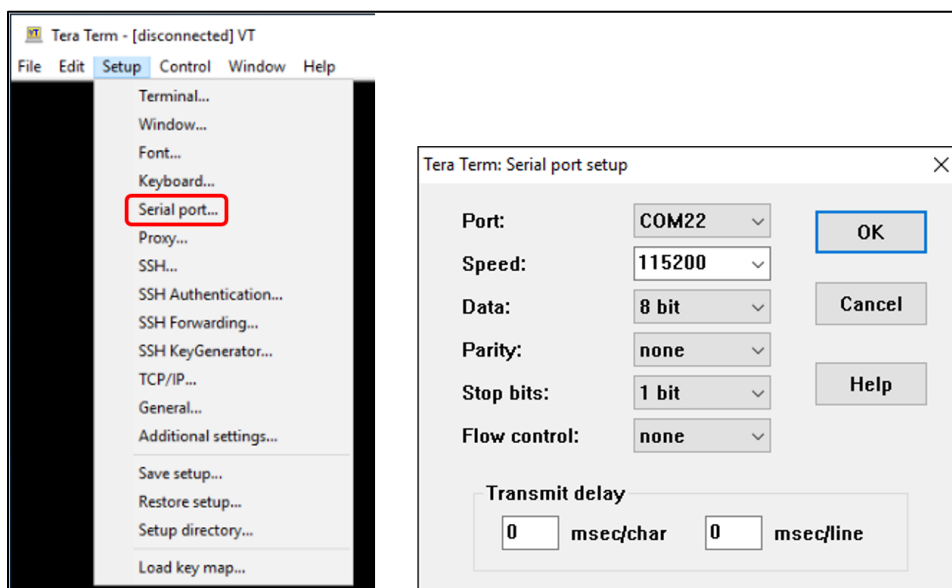 VT Tera Term - [disconnected] VT
File Edit Setup Control Window Help
Terminal...
Window...
Font...
Keyboard...
Serial port...
Proxy...
SSH...
SSH Authentication...
SSH Forwarding...
SSH KeyGenerator...
TCP/IP...
General...
Additional settings...
Save setup...
Restore setup...
Setup directory...
Load key map...
Tera Term: Serial port setup
Port: COM22 OK
Speed: 115200
Data: 8 bit Cancel
Parity: none
Stop bits: 1 bit Help
Flow control: none
Transmit delay
0 msec/char 0 msec/line